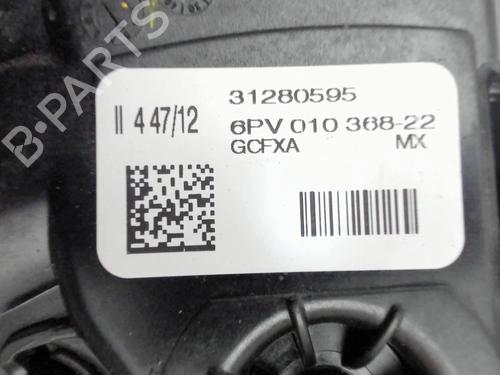 31280595
II 4 47/12
6PV 010 368-22
GCFXA MX
B-PARTS